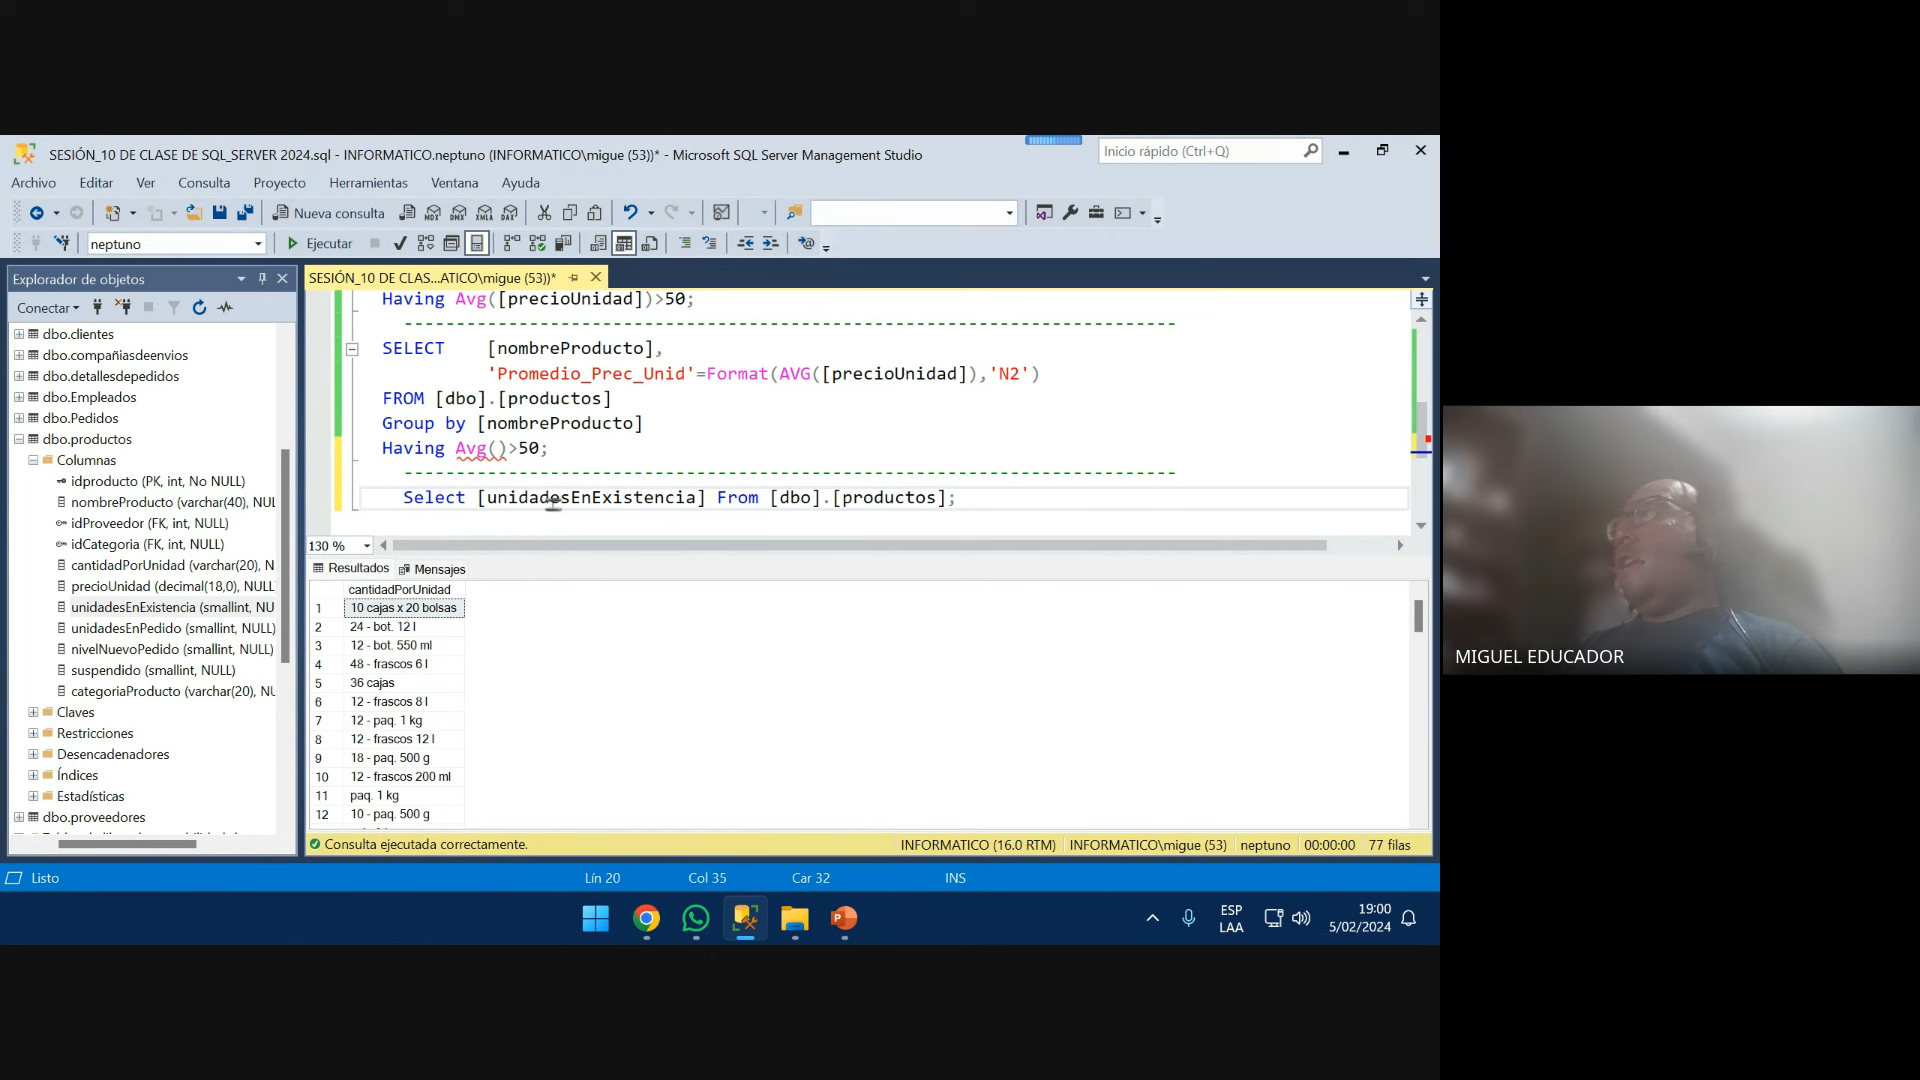 SESIÓN_10 DE CLASE DE SQL_SERVER 2024.sql - INFORMATICO.neptuno (INFORMATICO\migue (53))* - Microsoft SQL Server Management Studio
Inicio rápido (Ctrl+Q)
Archivo Editar Ver Consulta Proyecto Herramientas Ventana Ayuda
Nueva consulta MDX DMX XMLA DAX
neptuno Ejecutar
Explorador de objetos
SESIÓN_10 DE CLAS...ATICO\migue (53))*
Conectar
dbo.clientes
dbo.compañiasdeenvios
dbo.detallesdepedidos
dbo.Empleados
dbo.Pedidos
dbo.productos
Columnas
idproducto (PK, int, No NULL)
nombreProducto (varchar(40), NUL
idProveedor (FK, int, NULL)
idCategoria (FK, int, NULL)
cantidadPorUnidad (varchar(20), N
precioUnidad (decimal(18,0), NULL
unidadesEnExistencia (smallint, NU
unidadesEnPedido (smallint, NULL)
nivelNuevoPedido (smallint, NULL)
suspendido (smallint, NULL)
categoriaProducto (varchar(20), NU
Claves
Restricciones
Desencadenadores
Índices
Estadísticas
dbo.proveedores
Having Avg([precioUnidad])>50;
--------------------------------------------------------------------------
SELECT [nombreProducto],
'Promedio_Prec_Unid'=Format(AVG([precioUnidad]),'N2')
FROM [dbo].[productos]
Group by [nombreProducto]
Having Avg()>50;
--------------------------------------------------------------------------
Select [unidadesEnExistencia] From [dbo].[productos];
130 %
Resultados Mensajes
cantidadPorUnidad
1 10 cajas x 20 bolsas
2 24 - bot. 12 l
3 12 - bot. 550 ml
4 48 - frascos 6 l
5 36 cajas
6 12 - frascos 8 l
7 12 - paq. 1 kg
8 12 - frascos 12 l
9 18 - paq. 500 g
10 12 - frascos 200 ml
11 paq. 1 kg
12 10 - paq. 500 g
Consulta ejecutada correctamente. INFORMATICO (16.0 RTM) INFORMATICO\migue (53) neptuno 00:00:00 77 filas
Listo Lín 20 Col 35 Car 32 INS
ESP
LAA
19:00
5/02/2024
MIGUEL EDUCADOR